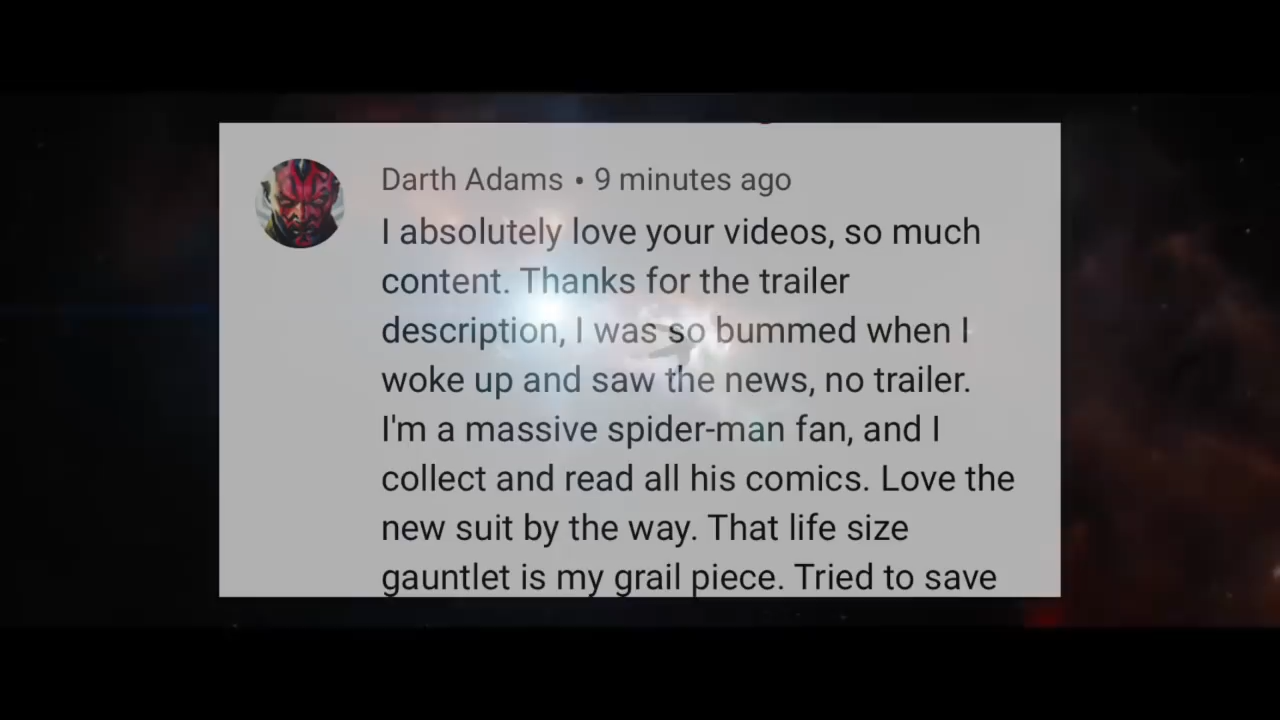 Darth Adams • 9 minutes ago
I absolutely love your videos, so much
content. Thanks for the trailer
description, I was so bummed when I
woke up and saw the news, no trailer.
I'm a massive spider-man fan, and I
collect and read all his comics. Love the
new suit by the way. That life size
gauntlet is my grail piece. Tried to save